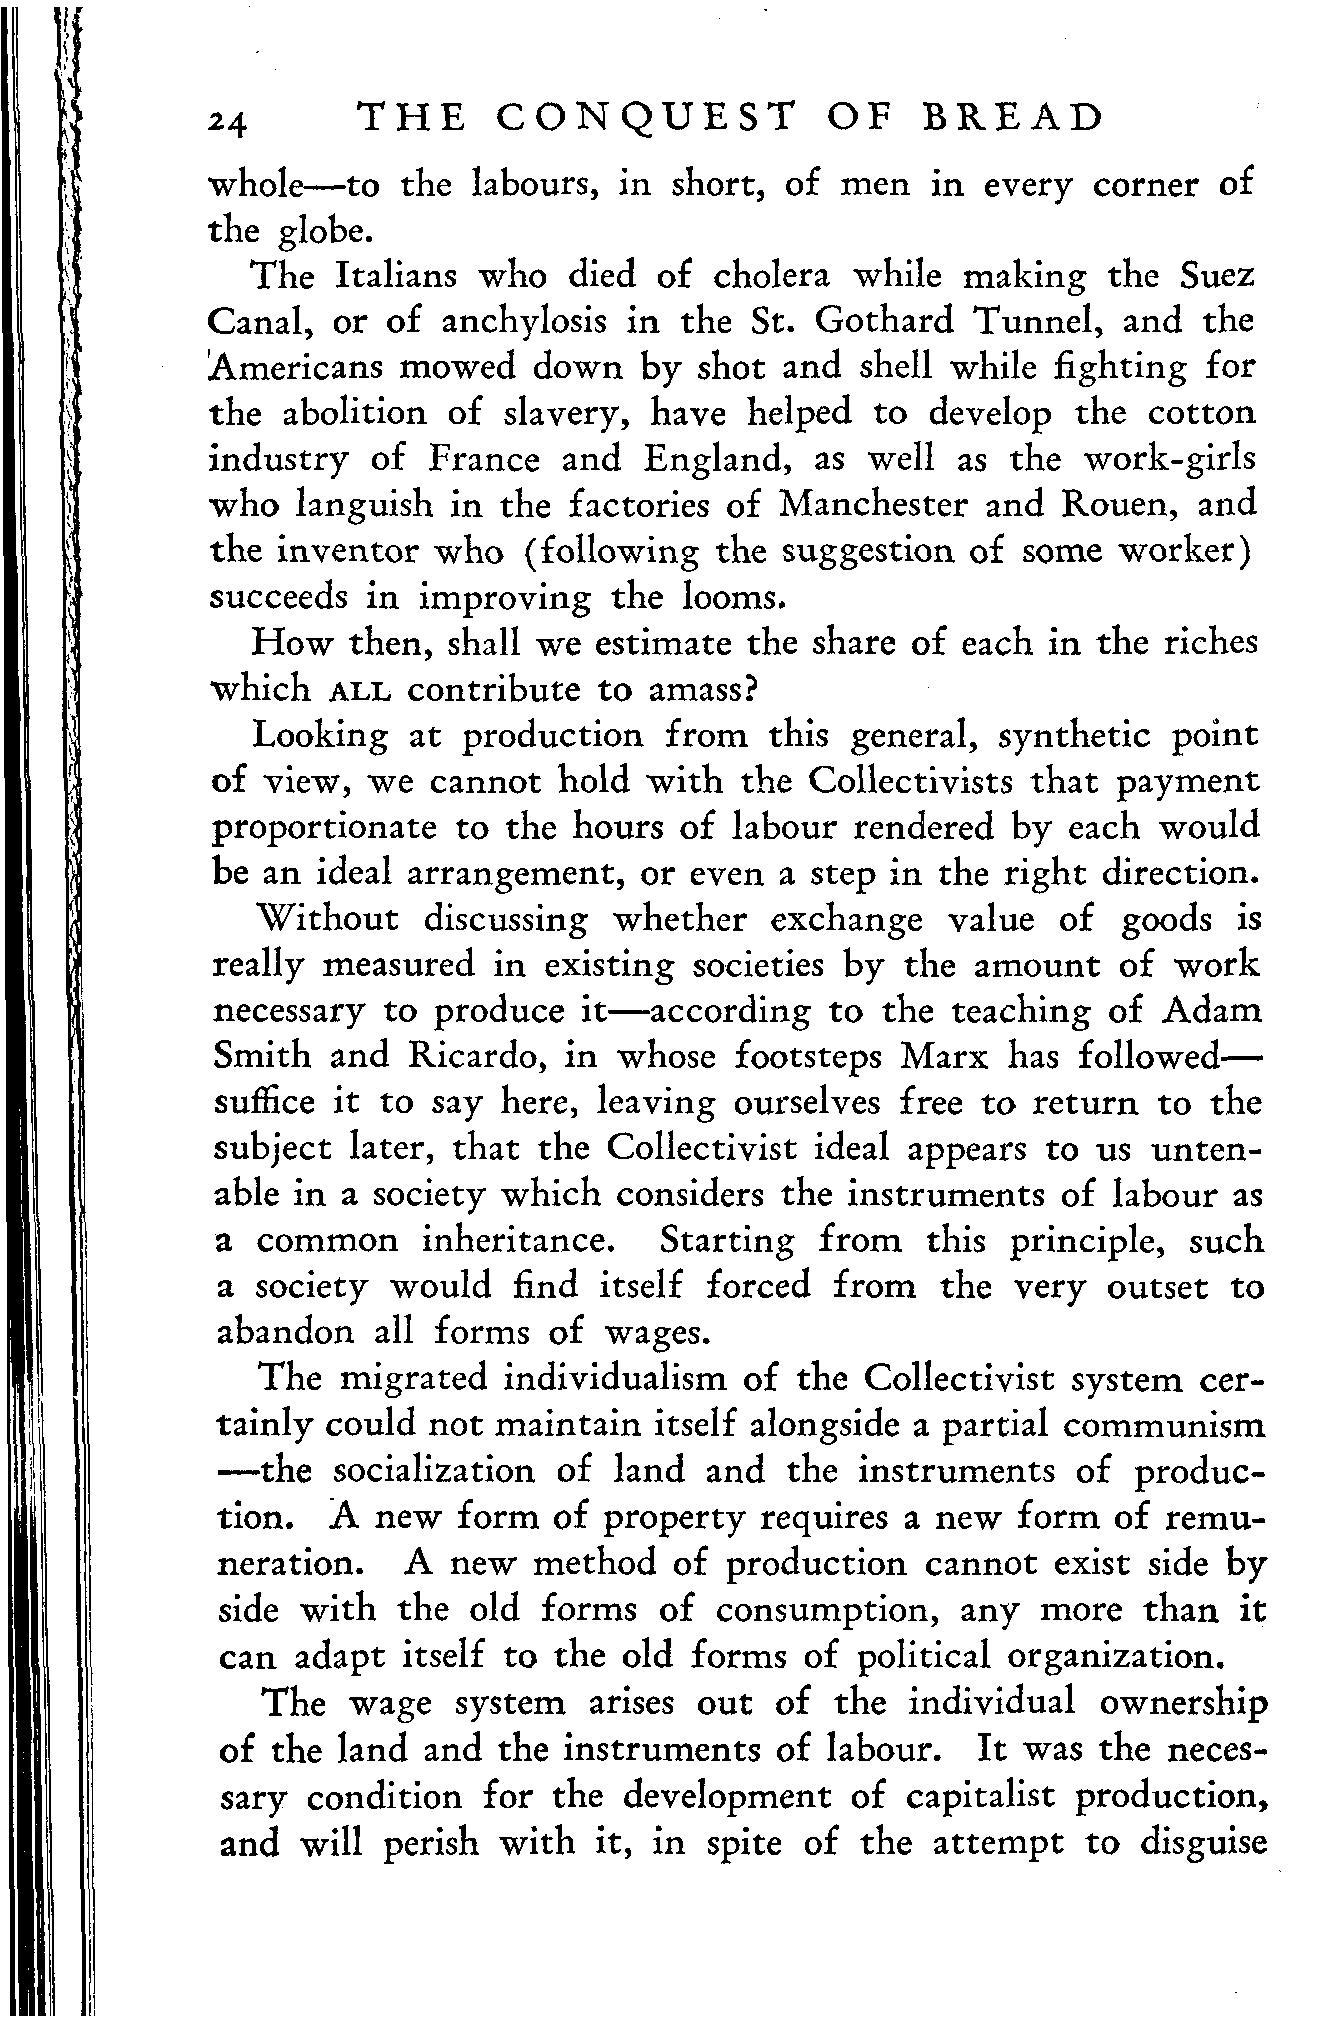 24 THE CONQUEST OF BREAD
whole—to the labours, in short, of men in every corner of
the globe.
The Italians who died of cholera while making the Suez
Canal, or of anchylosis in the St. Gothard Tunnel, and the
Americans mowed down by shot and shell while fighting for
the abolition of slavery, have helped to develop the cotton
industry of France and England, as well as the work-girls
who languish in the factories of Manchester and Rouen, and
the inventor who (following the suggestion of some worker)
succeeds in improving the looms.
How then, shall we estimate the share of each in the riches
which ALL contribute to amass?
Looking at production from this general, synthetic point
of view, we cannot hold with the Collectivists that payment
proportionate to the hours of labour rendered by each would
be an ideal arrangement, or even a step in the right direction.
Without discussing whether exchange value of goods is
really measured in existing societies by the amount of work
necessary to produce it—according to the teaching of Adam
Smith and Ricardo, in whose footsteps Marx has followed—
suffice it to say here, leaving ourselves free to return to the
subject later, that the Collectivist ideal appears to us unten-
able in a society which considers the instruments of labour as
a common inheritance. Starting from this principle, such
a society would find itself forced from the very outset to
abandon all forms of wages.
The migrated individualism of the Collectivist system cer-
tainly could not maintain itself alongside a partial communism
—the socialization of land and the instruments of produc-
tion. A new form of property requires a new form of remu-
neration. A new method of production cannot exist side by
side with the old forms of consumption, any more than it
can adapt itself to the old forms of political organization.
The wage system arises out of the individual ownership
of the land and the instruments of labour. It was the neces-
sary condition for the development of capitalist production,
and will perish with it, in spite of the attempt to disguise